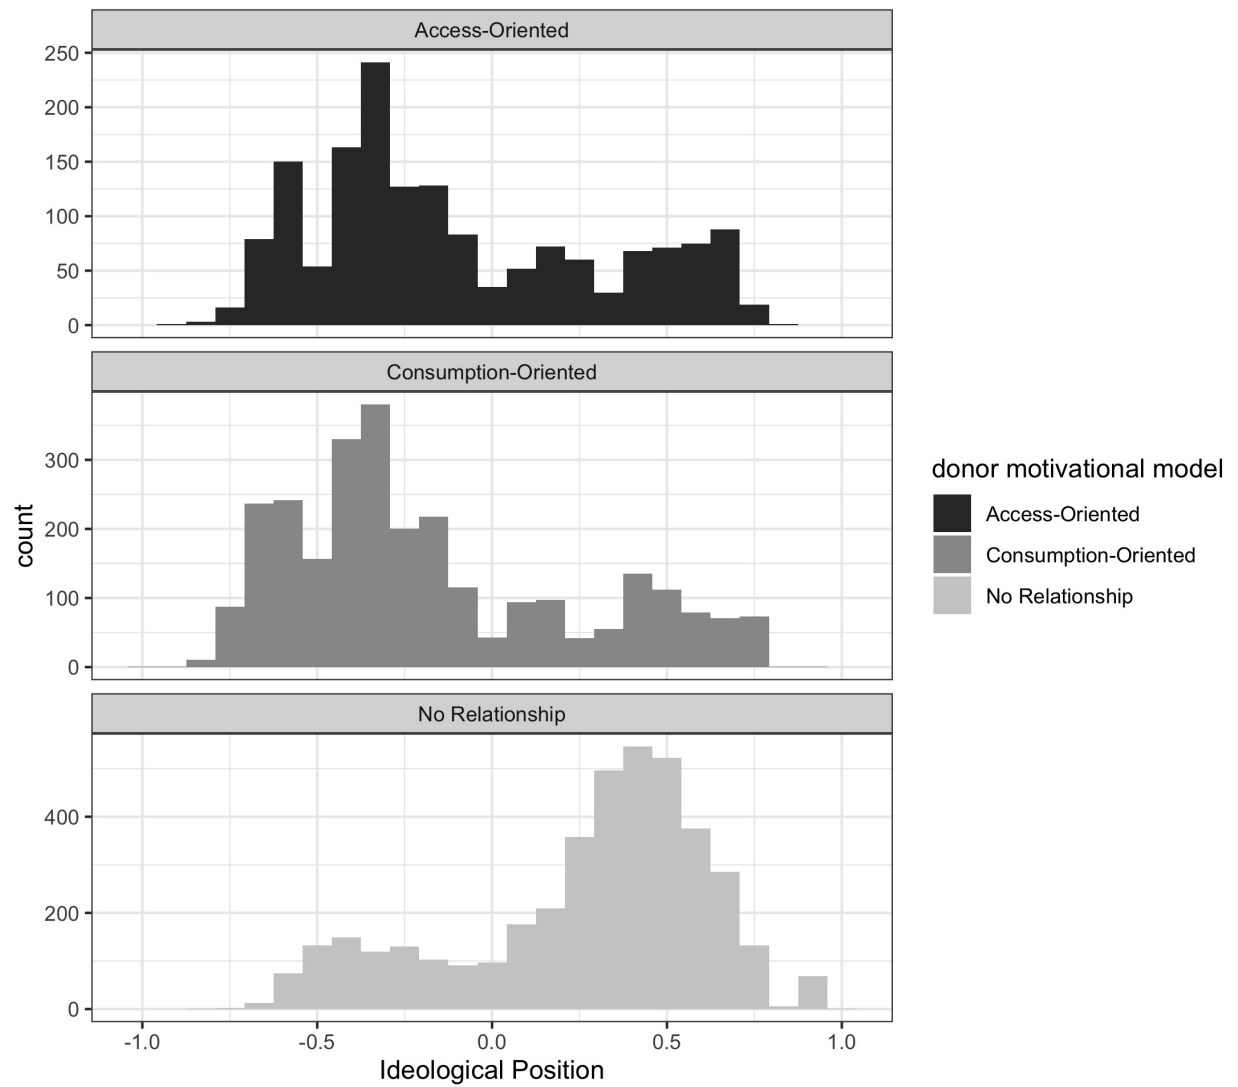 Access-Oriented
250
200
150
100
50
0
Consumption-Oriented
300
200
100
0
count
No Relationship
400
200
0
-1.0 -0.5 0.0 0.5 1.0
Ideological Position
donor motivational model
Access-Oriented
Consumption-Oriented
No Relationship